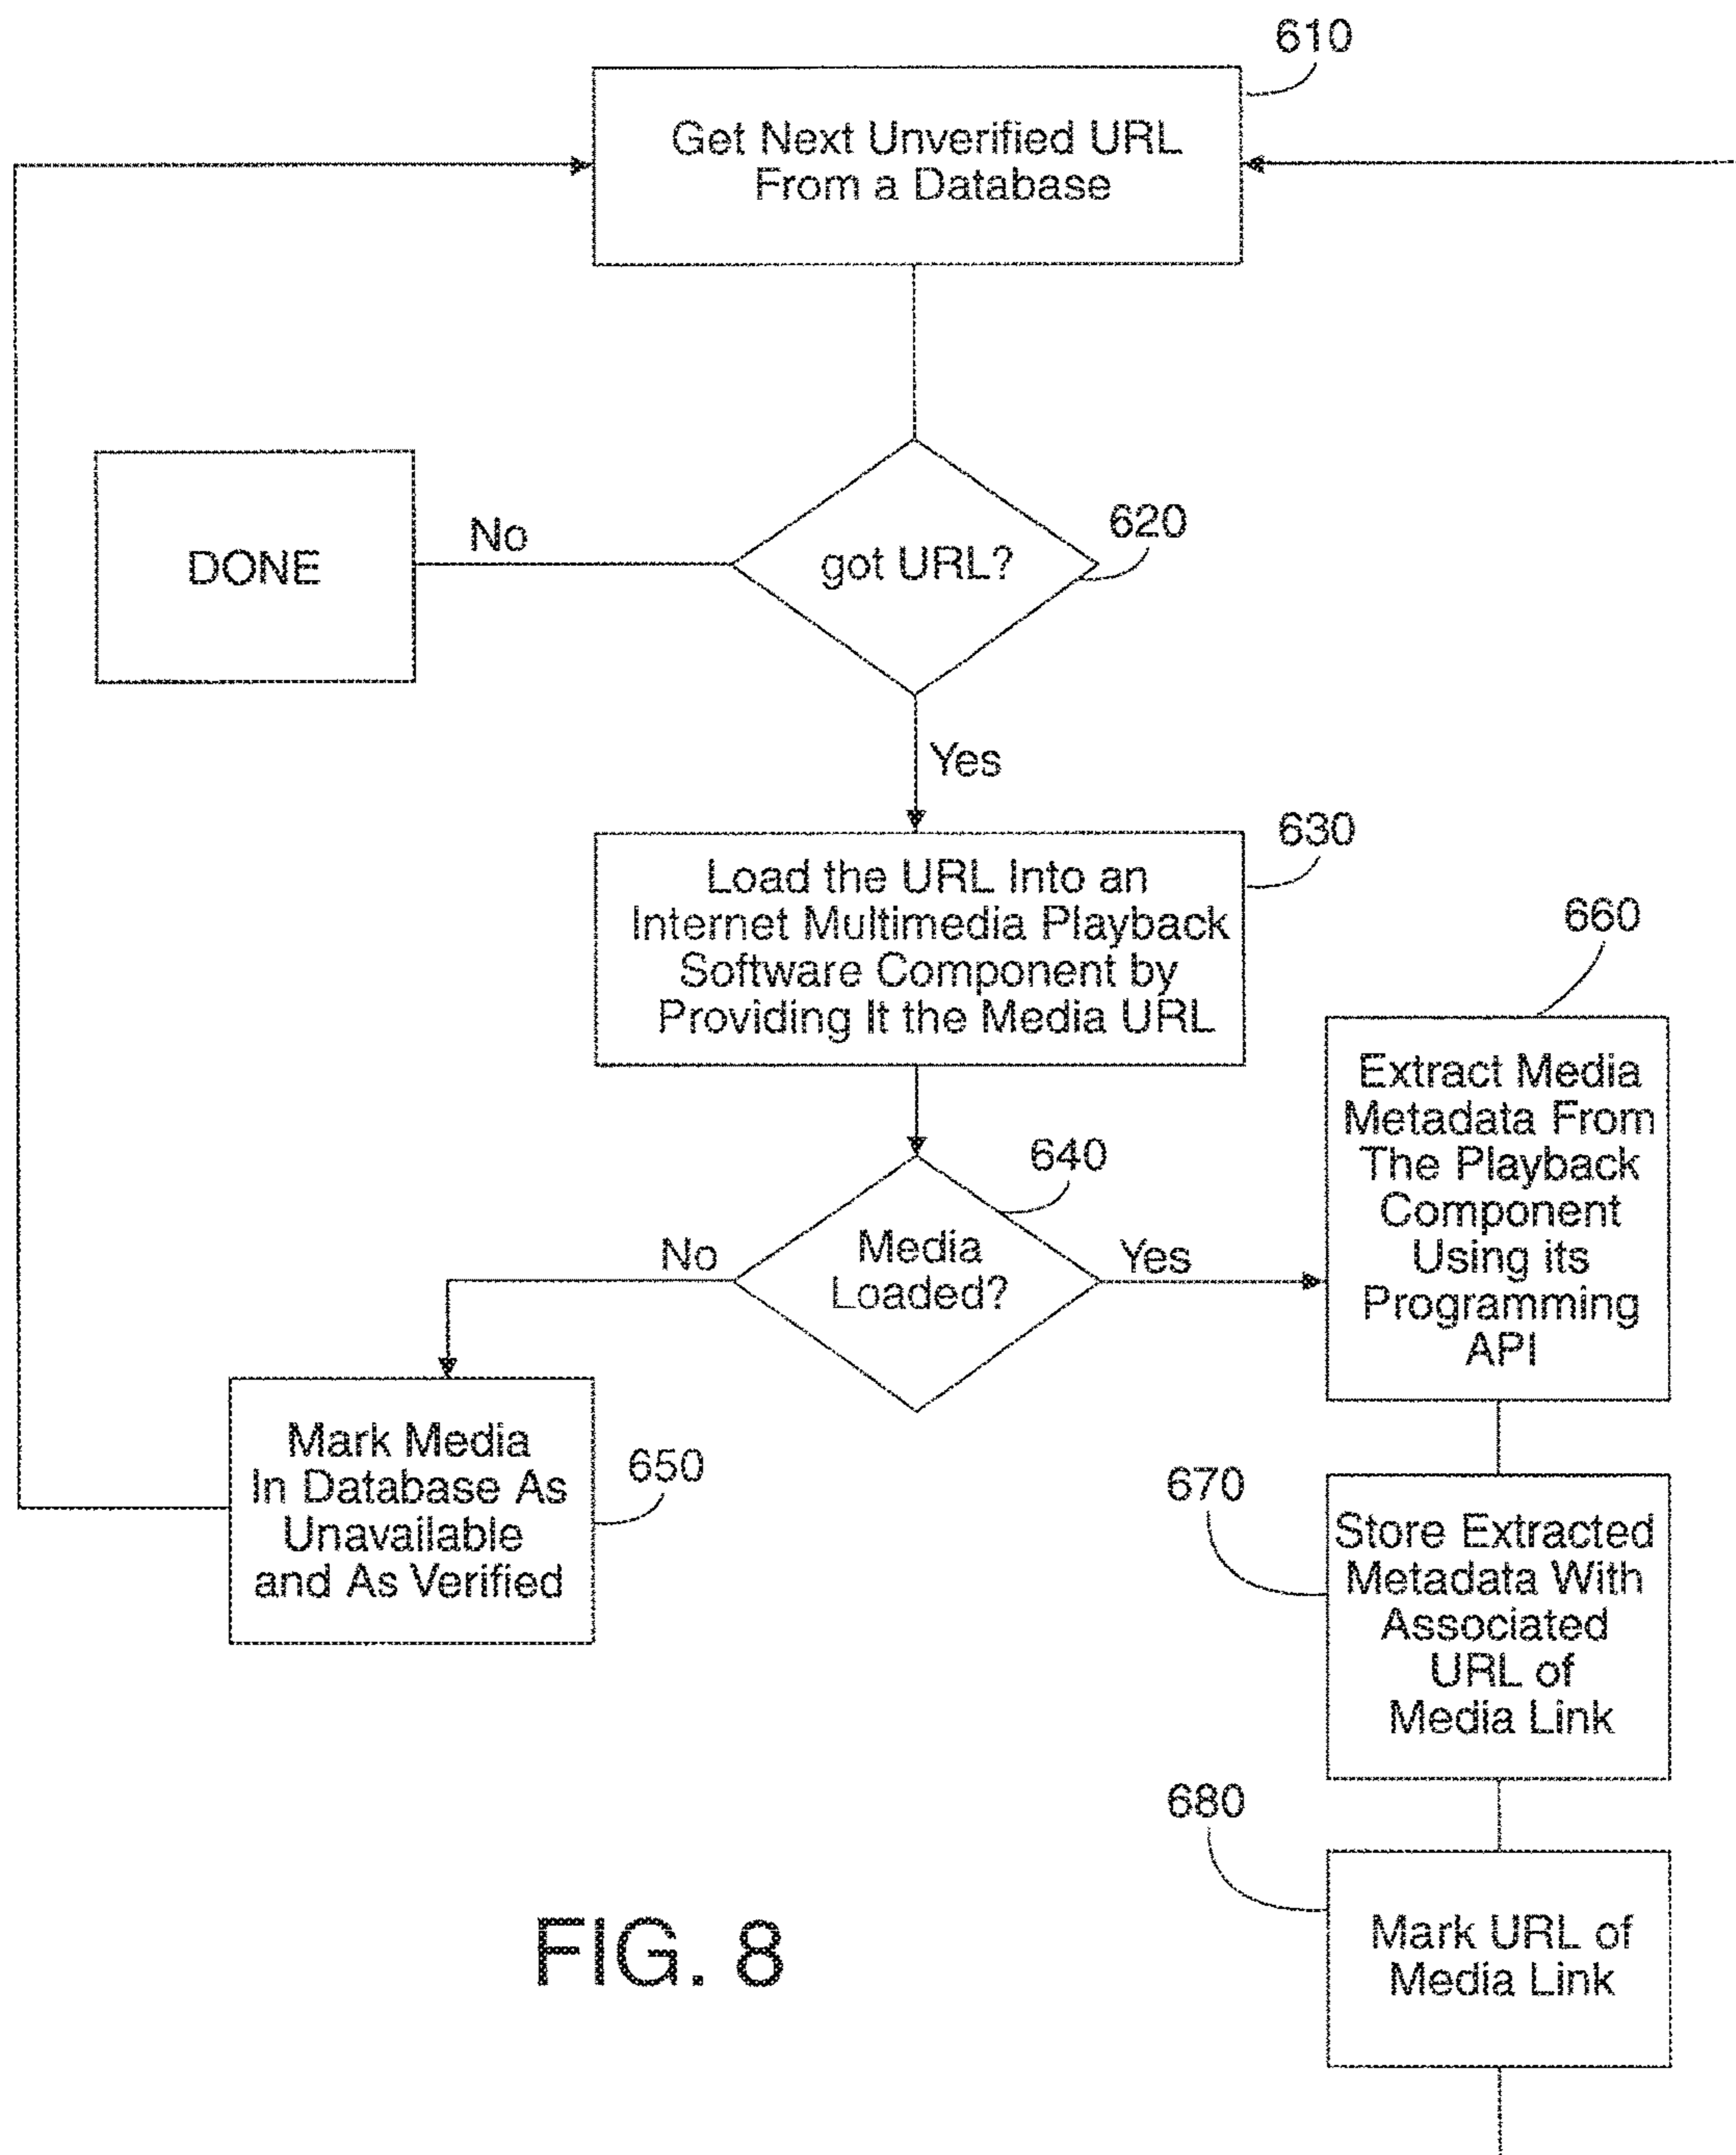 610
Get Next Unverified URL
From a Database
DONE
No
got URL?
620
Yes
630
Load the URL Into an
Internet Multimedia Playback
Software Component by
Providing It the Media URL
640
Media
Loaded?
No
Yes
660
Extract Media
Metadata From
The Playback
Component
Using its
Programming
API
Mark Media
In Database As
Unavailable
and As Verified
650
670
Store Extracted
Metadata With
Associated
URL of
Media Link
680
Mark URL of
Media Link
FIG. 8